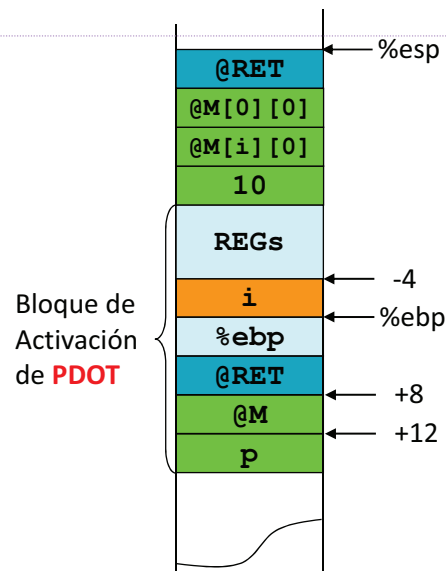 %esp
@RET
@M[0][0]
@M[i][0]
10
REGs
-4
i
%ebp
%ebp
@RET
+8
@M
+12
p
Bloque de
Activación
de PDOT